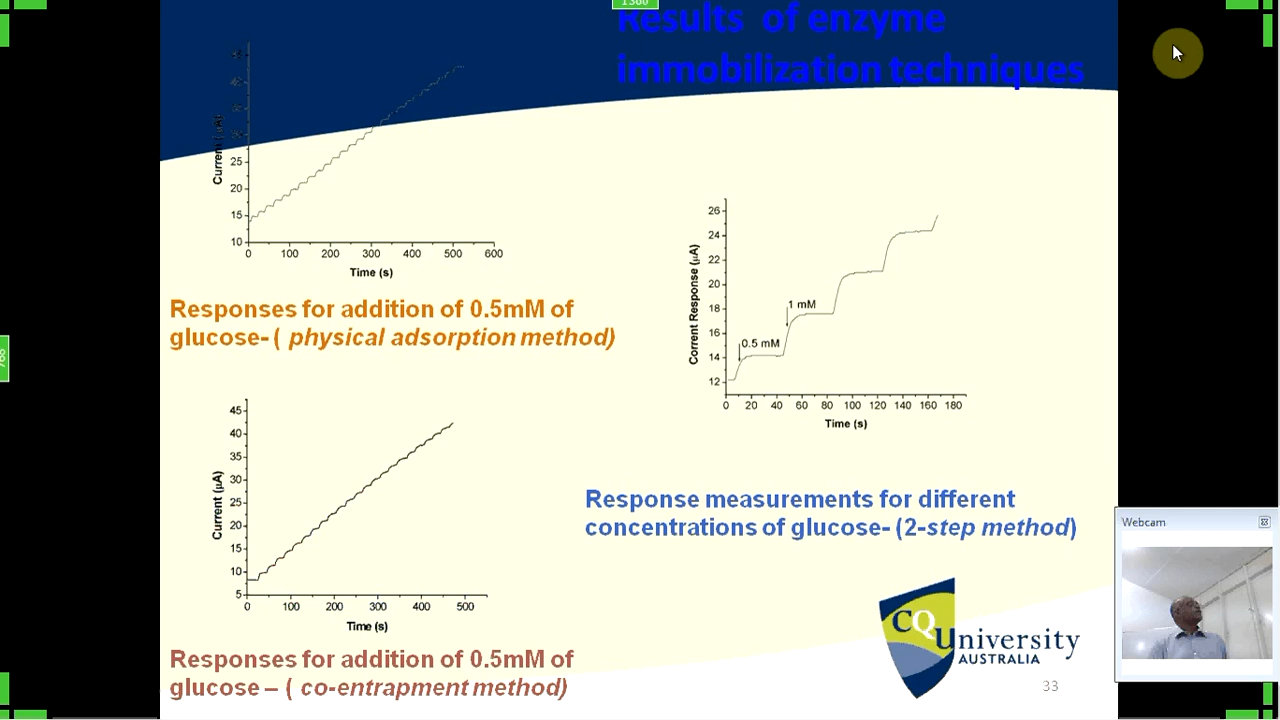 1360
Results of enzyme
immobilization techniques
Current (μA)
25
20
15
10
0 100 200 300 400 500 600
Time (s)
Responses for addition of 0.5mM of
glucose- ( physical adsorption method)
Corrent Response (μA)
26
24
22
20
18
16
14
12
1 mM
0.5 mM
0 20 40 60 80 100 120 140 160 180
Time (s)
Current (μA)
45
40
35
30
25
20
15
10
5
0 100 200 300 400 500
Time (s)
Response measurements for different
concentrations of glucose- (2-step method)
Responses for addition of 0.5mM of
glucose – ( co-entrapment method)
CQUniversity
AUSTRALIA
33
Webcam